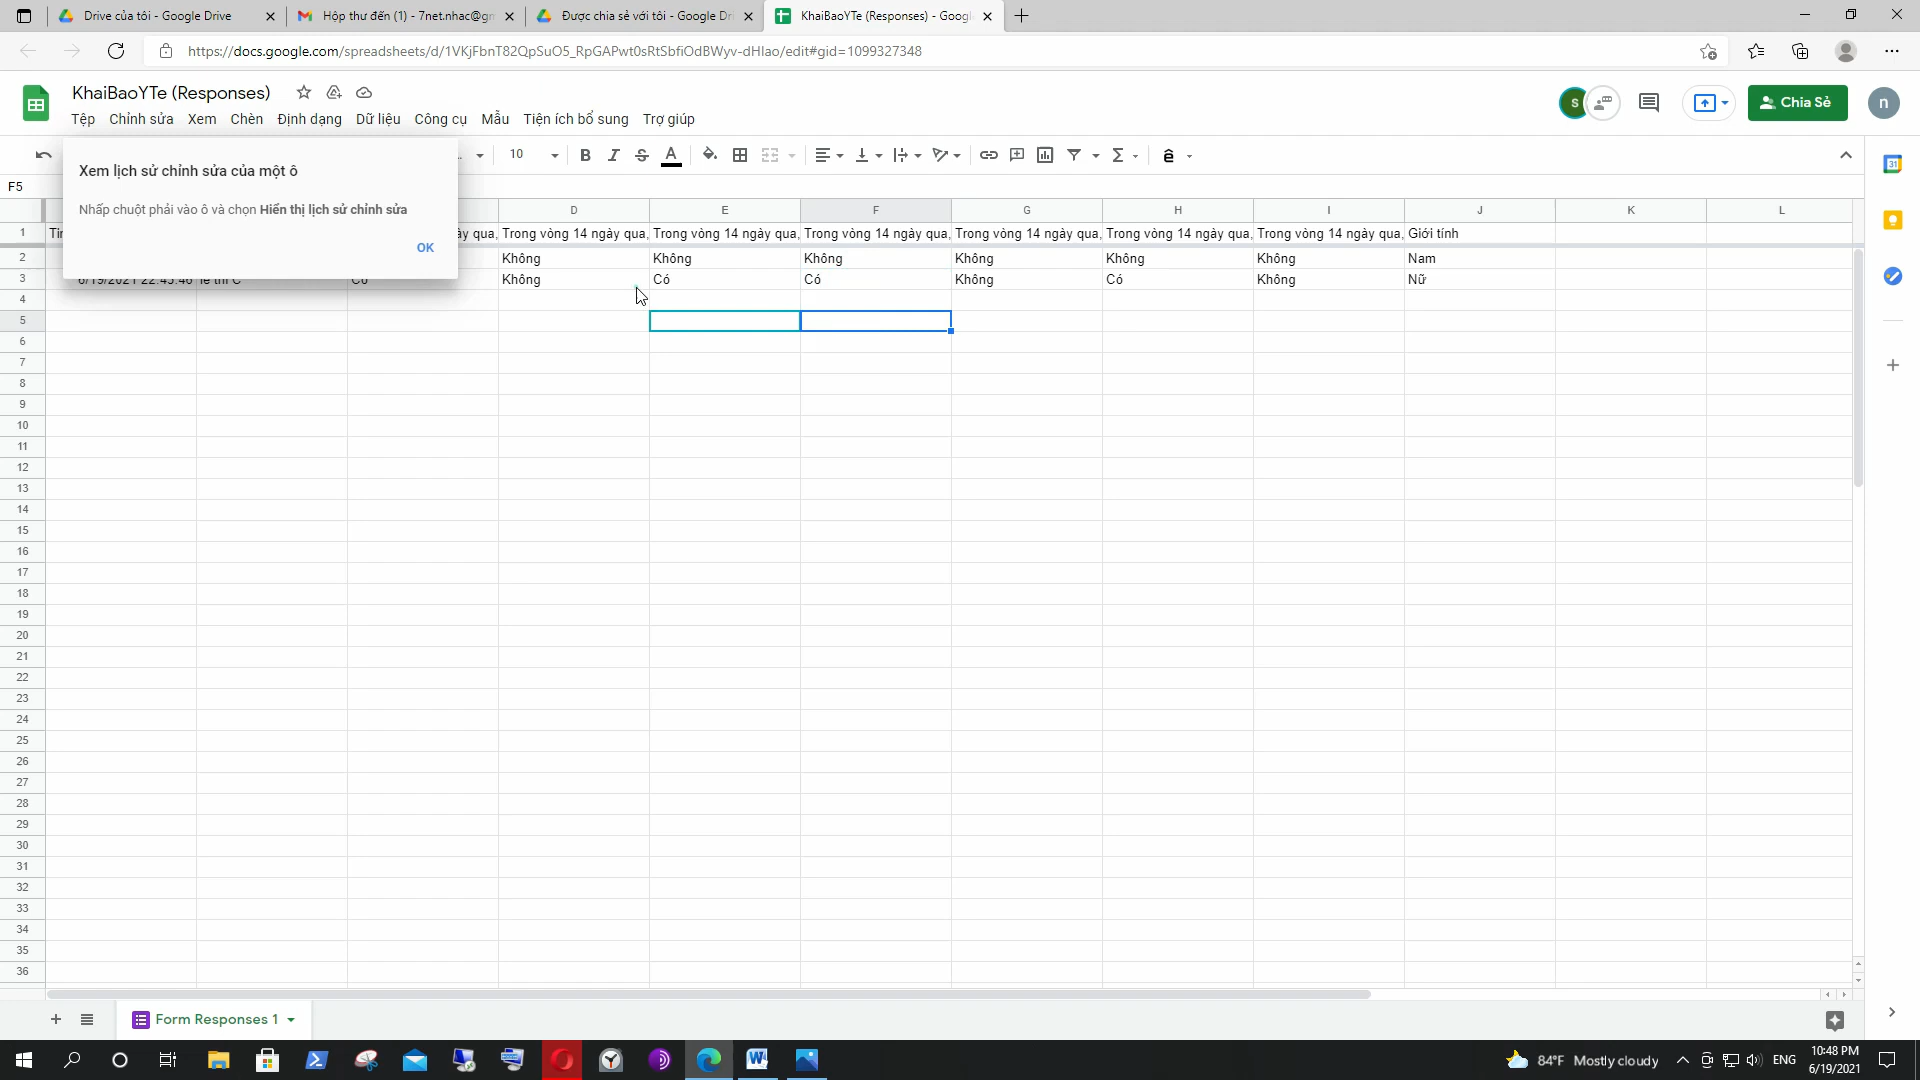 Drive của tôi - Google Drive
Hộp thư đến (1) - 7net.nhac@gm
Được chia sẻ với tôi - Google Dri
KhaiBaoYTe (Responses) - Google
https://docs.google.com/spreadsheets/d/1VKjFbnT82QpSuO5_RpGAPwt0sRtSbfiOdBWyv-dHIao/edit#gid=1099327348
KhaiBaoYTe (Responses)
S
Chia Sẻ
n
Tệp Chỉnh sửa Xem Chèn Định dạng Dữ liệu Công cụ Mẫu Tiện ích bổ sung Trợ giúp
10 B I S A Σ ê
31
Xem lịch sử chỉnh sửa của một ô
Nhấp chuột phải vào ô và chọn Hiển thị lịch sử chỉnh sửa
OK
F5
D E F G H I J K L
1 Tin ày qua, Trong vòng 14 ngày qua, Trong vòng 14 ngày qua, Trong vòng 14 ngày qua, Trong vòng 14 ngày qua, Trong vòng 14 ngày qua, Trong vòng 14 ngày qua, Giới tính
2 Không Không Không Không Không Không Nam
3 6/19/2021 22:45:46 le thi C Có Không Có Có Không Có Không Nữ
4
5
6
7
8
9
10
11
12
13
14
15
16
17
18
19
20
21
22
23
24
25
26
27
28
29
30
31
32
33
34
35
36
Form Responses 1
84°F Mostly cloudy
ENG
10:48 PM
6/19/2021